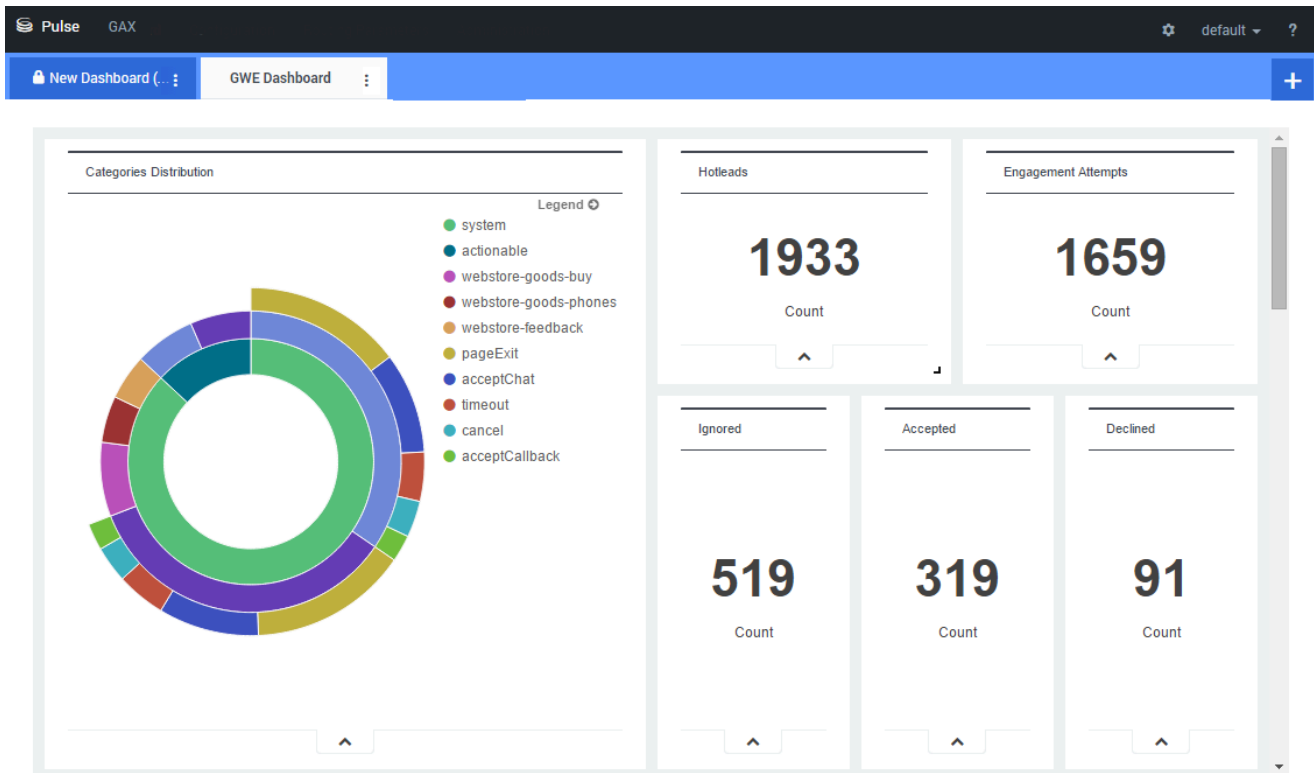 Pulse GAX default ?
New Dashboard (... GWE Dashboard +
Categories Distribution
Legend
system
actionable
webstore-goods-buy
webstore-goods-phones
webstore-feedback
pageExit
acceptChat
timeout
cancel
acceptCallback
Hotleads
1933
Count
Engagement Attempts
1659
Count
Ignored
519
Count
Accepted
319
Count
Declined
91
Count